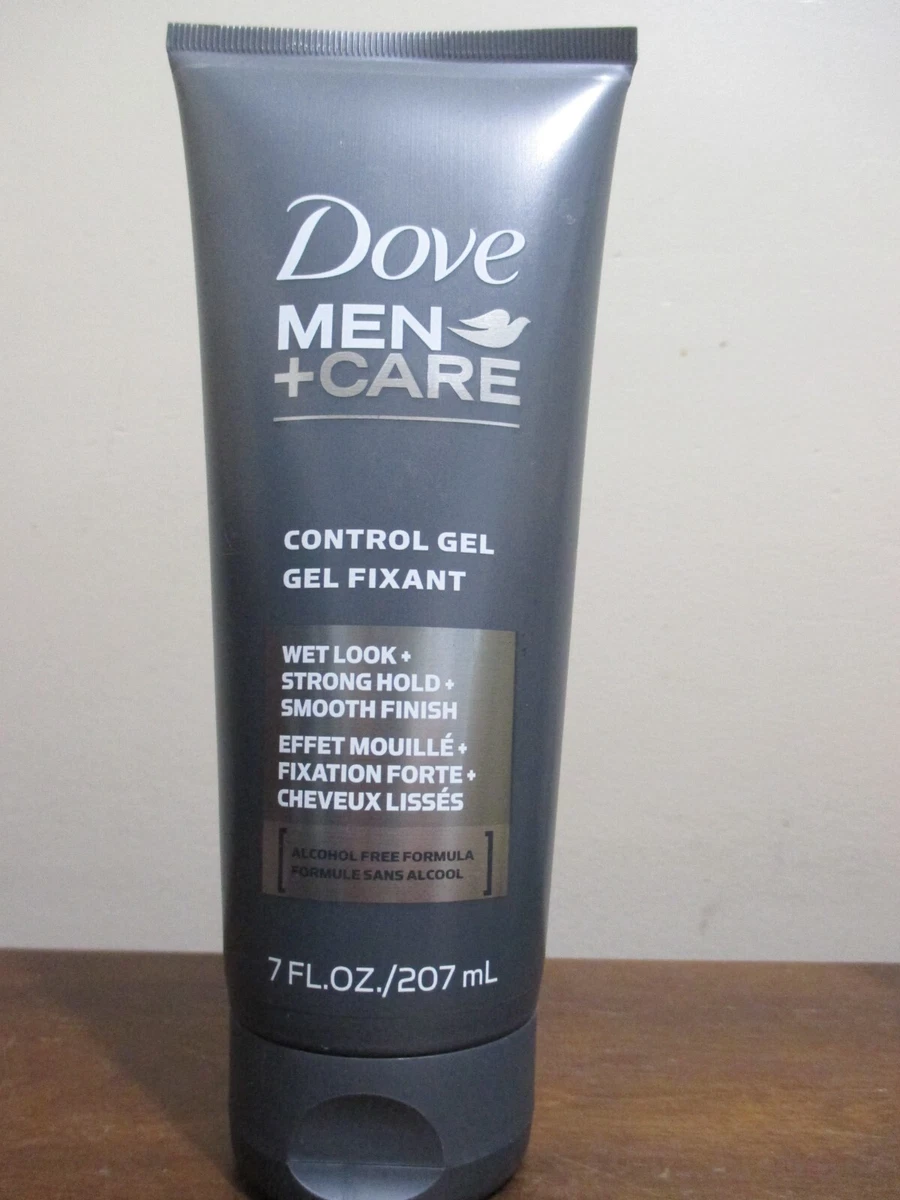 Dove
MEN
+CARE
CONTROL GEL
GEL FIXANT
WET LOOK +
STRONG HOLD +
SMOOTH FINISH
EFFET MOUILLÉ +
FIXATION FORTE +
CHEVEUX LISSÉS
[ALCOHOL FREE FORMULA
FORMULE SANS ALCOOL]
7 FL.OZ./207 mL